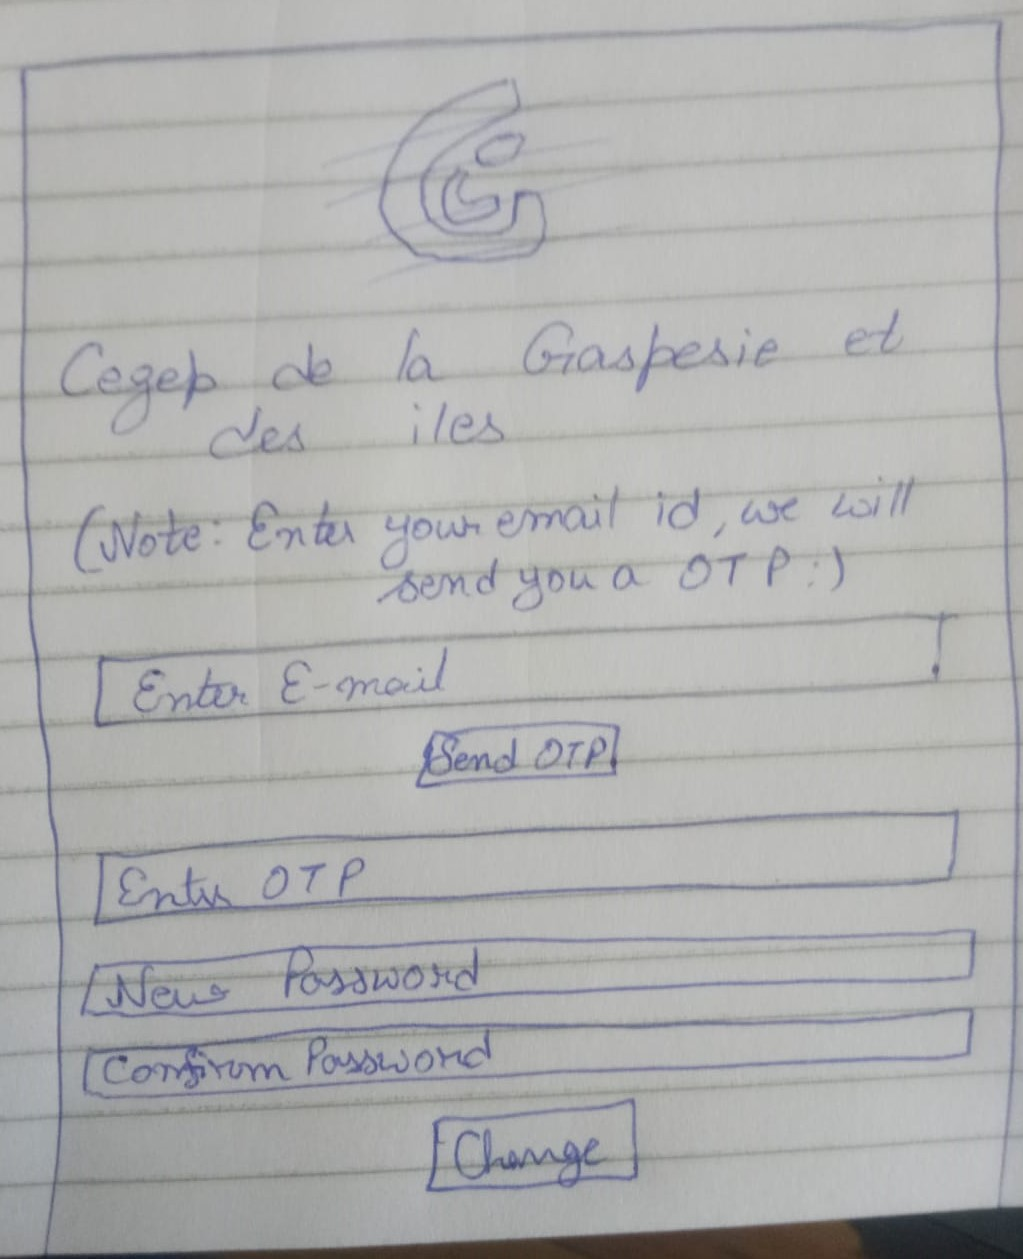 Cegep de la Gaspesie et
des iles
(Note: Enter your email id, we will
send you a OTP:)
Enter E-mail
Send OTP
Enter OTP
New Password
Confirm Password
Change